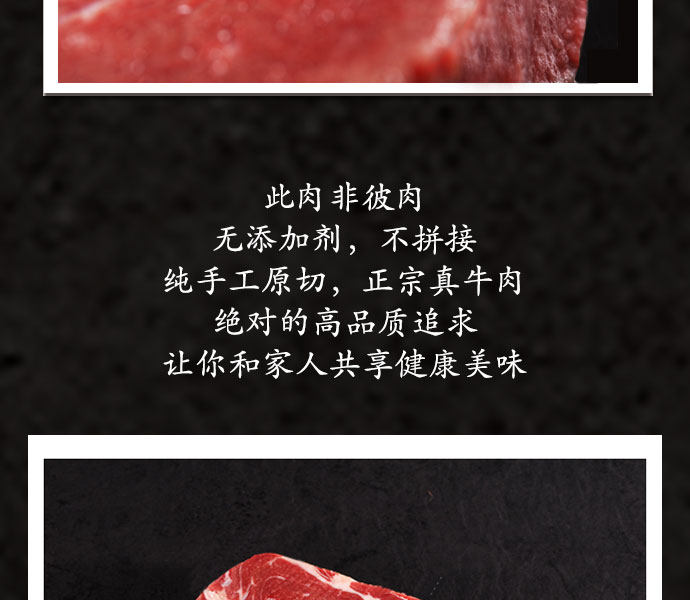 此肉非彼肉
无添加剂，不拼接
纯手工原切，正宗真牛肉
绝对的高品质追求
让你和家人共享健康美味